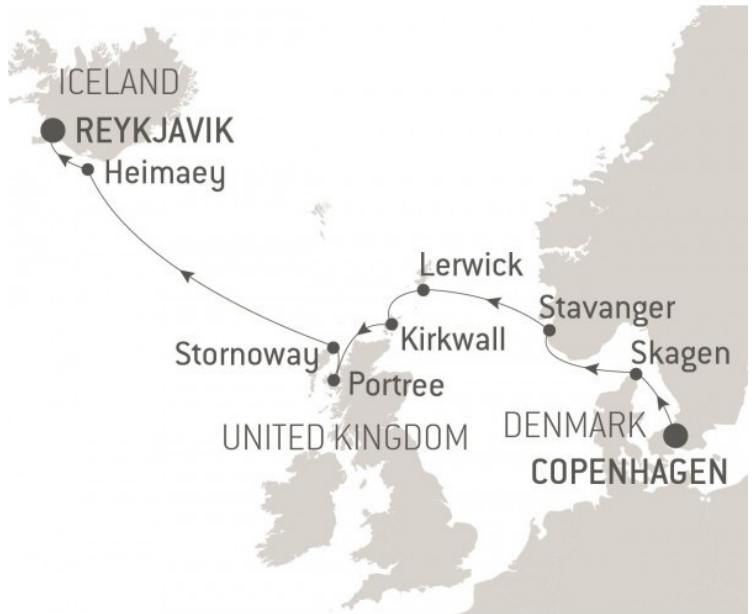 ICELAND
REYKJAVIK
Heimaey
Lerwick
Stavanger
Kirkwall
Stornoway
Skagen
Portree
UNITED KINGDOM
DENMARK
COPENHAGEN